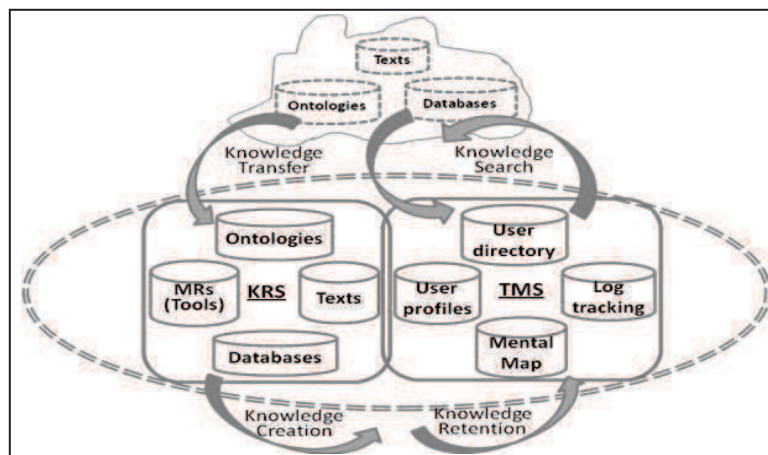 Texts
Ontologies
Databases
Knowledge
Transfer
Knowledge
Search
Ontologies
MRs
(Tools)
KRS
Texts
Databases
User
directory
User
profiles
TMS
Log
tracking
Mental
Map
Knowledge
Creation
Knowledge
Retention